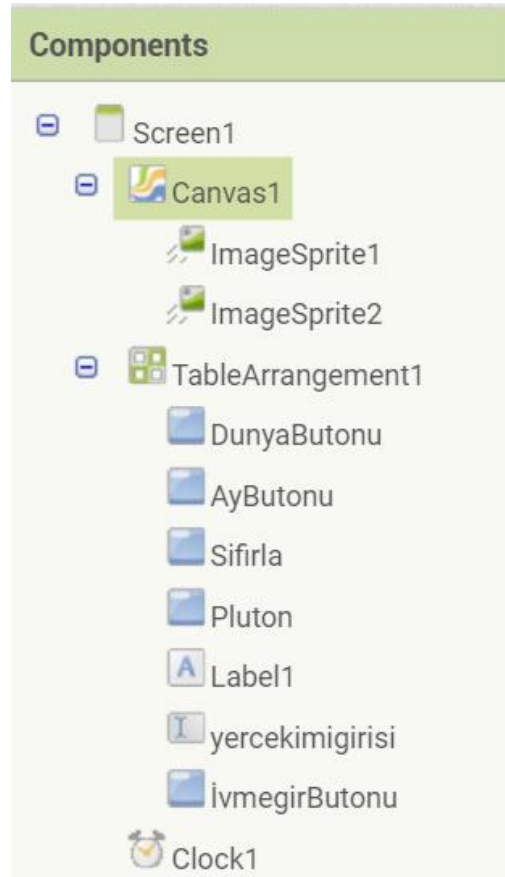 Components
Screen1
Canvas1
ImageSprite1
ImageSprite2
TableArrangement1
DunyaButonu
AyButonu
Sifirla
Pluton
A Label1
yercekimigirisi
İvmegirButonu
Clock1